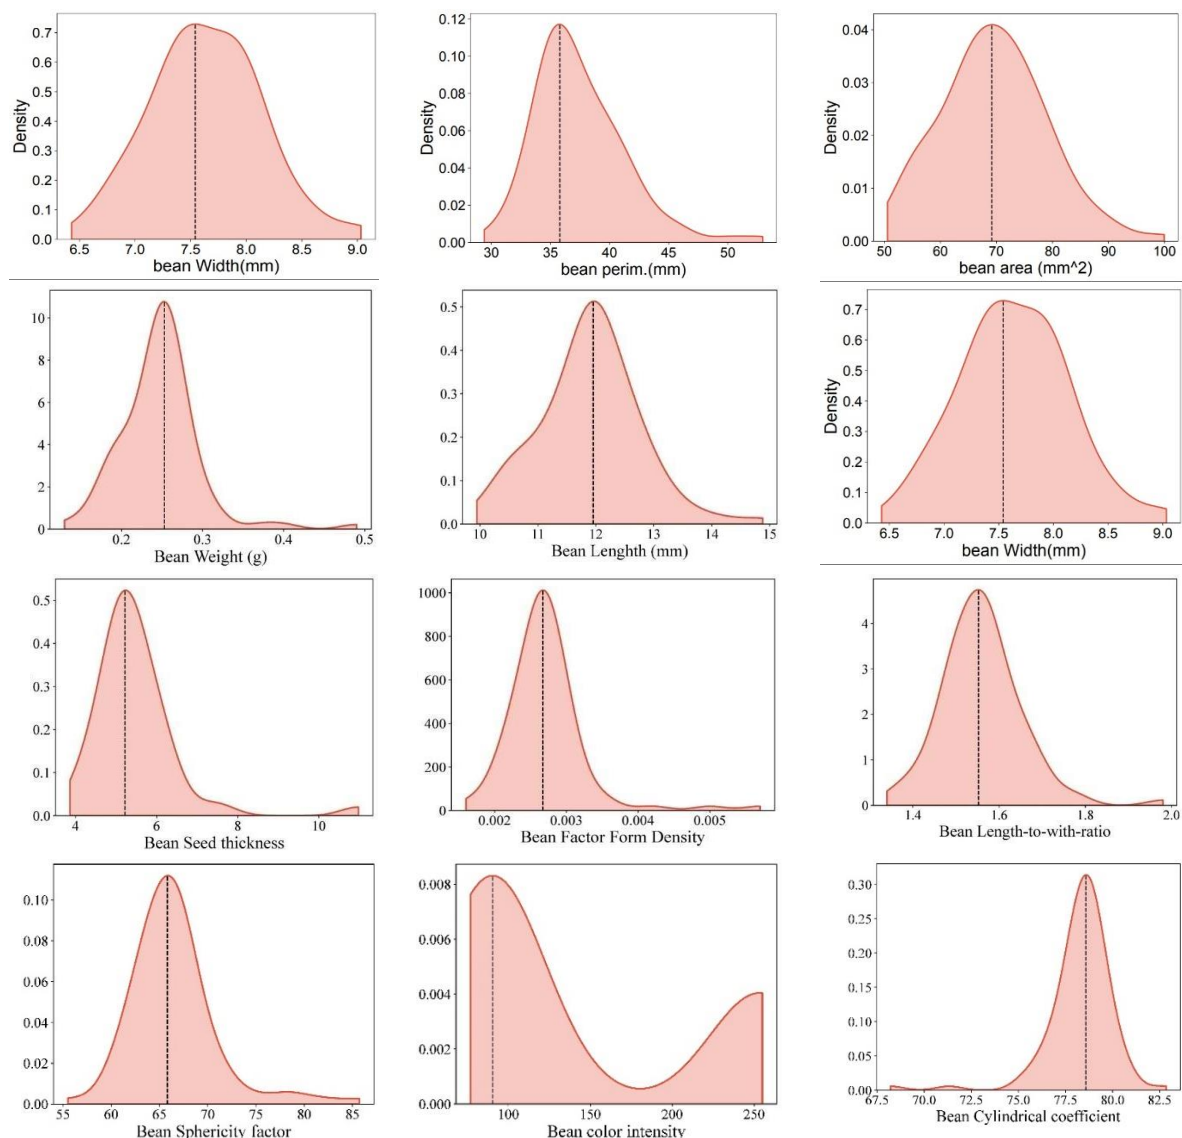 0.7
0.6
0.5
0.4
0.3
0.2
0.1
0.0
Density
6.5 7.0 7.5 8.0 8.5 9.0
bean Width(mm)
0.12
0.10
0.08
0.06
0.04
0.02
0.00
Density
30 35 40 45 50
bean perim.(mm)
0.04
0.03
0.02
0.04
0.00
Density
50 60 70 80 90 100
bean area (mm^2)
10
8
6
4
2
0
0.2 0.3 0.4 0.5
Bean Weight (g)
0.5
0.4
0.3
0.2
0.1
0.0
10 11 12 13 14 15
Bean Lenghth (mm)
0.7
0.6
0.5
0.4
0.3
0.2
0.1
0.0
Density
6.5 7.0 7.5 8.0 8.5 9.0
bean Width(mm)
0.5
0.4
0.3
0.2
0.1
0.0
4 6 8 10
Bean Seed thickness
1000
800
600
400
200
0
0.002 0.003 0.004 0.005
Bean Factor Form Density
4
3
2
1
0
1.4 1.6 1.8 2.0
Bean Length-to-with-ratio
0.10
0.08
0.06
0.04
0.02
0.00
55 60 65 70 75 80 85
Bean Sphericity factor
0.008
0.006
0.004
0.002
0.000
100 150 200 250
Bean color intensity
0.30
0.25
0.20
0.15
0.10
0.05
0.00
67.5 70.0 72.5 75.0 77.5 80.0 82.5
Bean Cylindrical coefficient